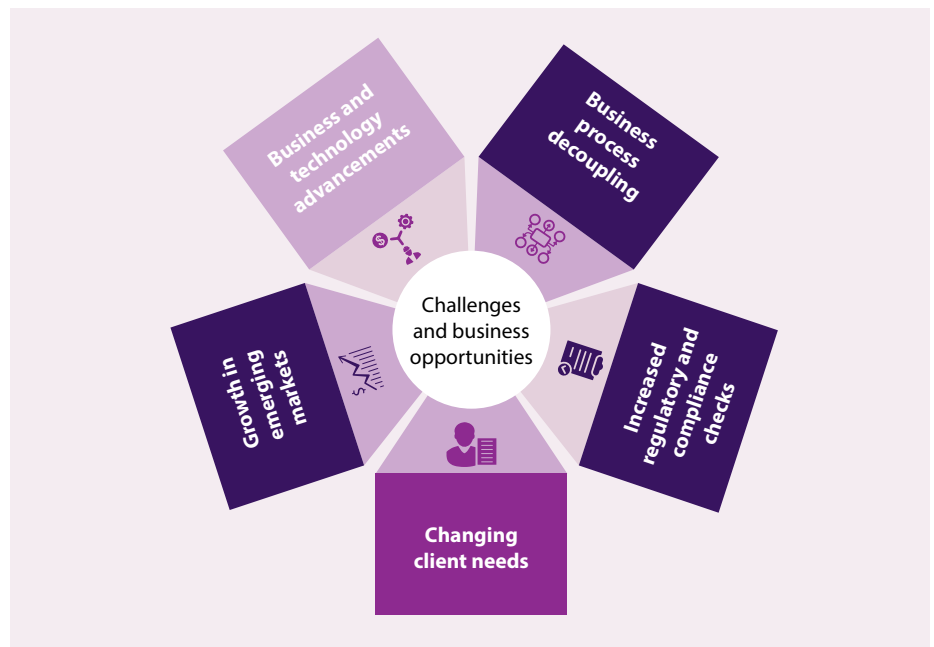 Business and
technology
advancements
Business
process
decoupling
Challenges
and business
opportunities
Growth in
emerging
markets
Increased
regulatory and
compliance
checks
Changing
client needs
$
$